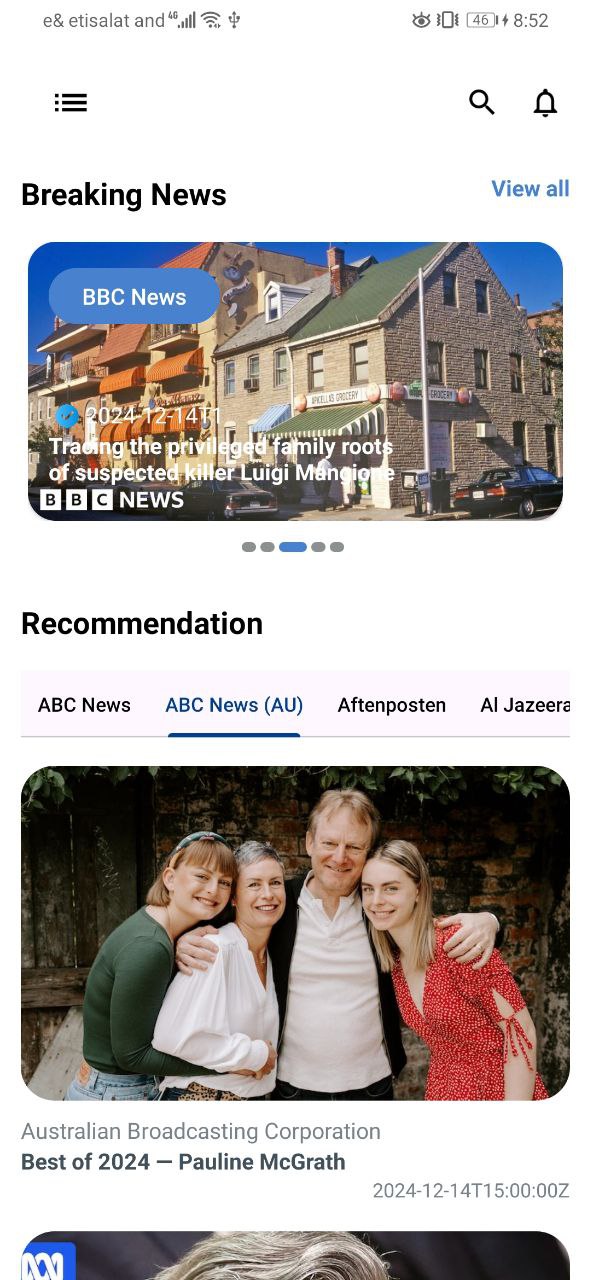 e& etisalat and 4G 46 8:52
Breaking News
View all
BBC News
2024-12-14T1
Tracing the privileged family roots
of suspected killer Luigi Mangione
BBC NEWS
Recommendation
ABC News ABC News (AU) Aftenposten Al Jazeera
Australian Broadcasting Corporation
Best of 2024 — Pauline McGrath
2024-12-14T15:00:00Z